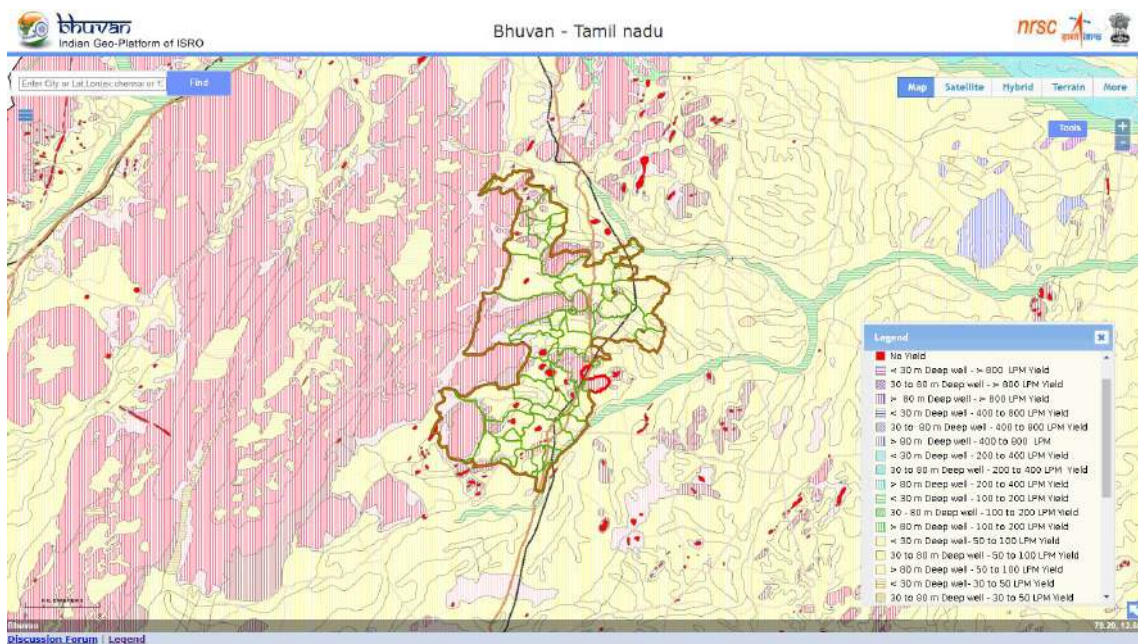 bhuvan
Indian Geo-Platform of ISRO
Bhuvan - Tamil nadu
nrsc
Find
Map Satellite Hybrid Terrain More
Tools
+
-
Legend
No Yield
< 30 m Deep well - > 800 LPM Yield
30 to 80 m Deep well - > 800 LPM Yield
> 80 m Deep well - > 800 LPM Yield
< 30 m Deep well - 400 to 800 LPM Yield
30 to 80 m Deep well - 400 to 800 LPM Yield
> 80 m Deep well - 400 to 800 LPM
< 30 m Deep well - 200 to 400 LPM Yield
30 to 80 m Deep well - 200 to 400 LPM Yield
> 80 m Deep well - 200 to 400 LPM Yield
< 30 m Deep well - 100 to 200 LPM Yield
30 - 80 m Deep well - 100 to 200 LPM Yield
> 80 m Deep well - 100 to 200 LPM Yield
< 30 m Deep well- 50 to 100 LPM Yield
30 to 80 m Deep well - 50 to 100 LPM Yield
> 80 m Deep well - 50 to 100 LPM Yield
< 30 m Deep well- 30 to 50 LPM Yield
30 to 80 m Deep well - 30 to 50 LPM Yield
Bhuvan
Discussion Forum | Legend